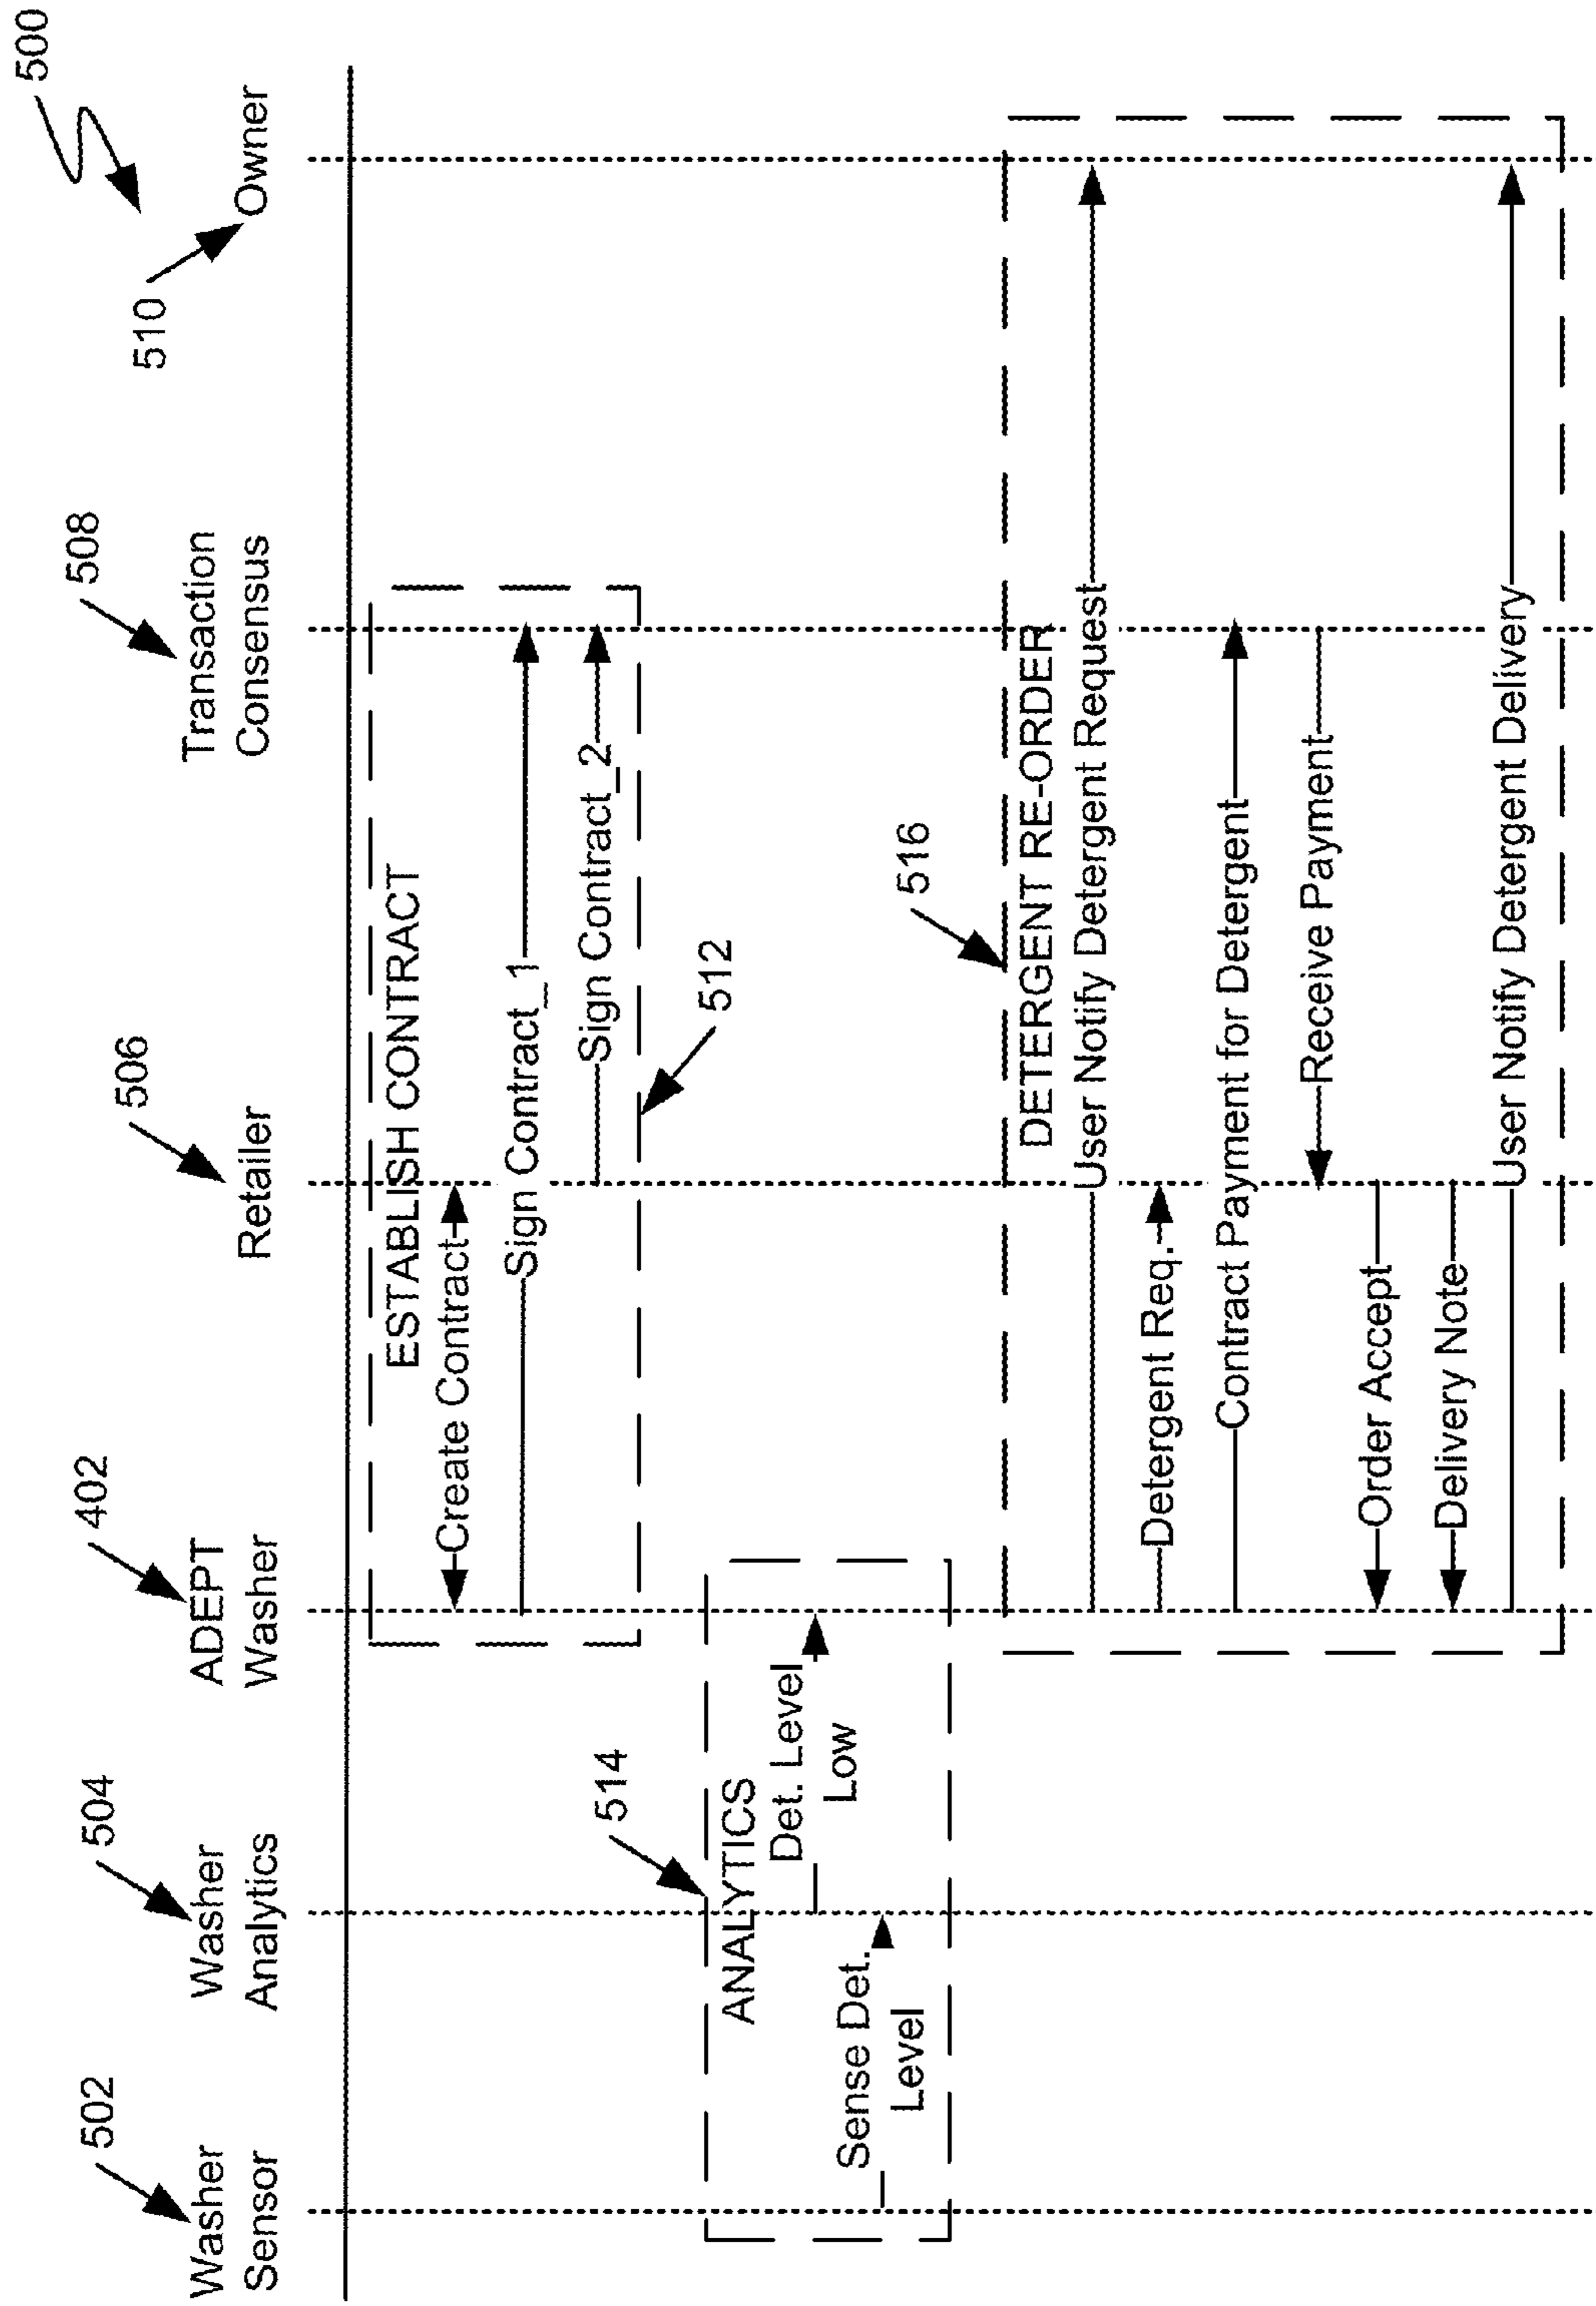 500
502
504
402
506
508
510
Washer
Sensor
Washer
Analytics
ADEPT
Washer
Retailer
Transaction
Consensus
Owner
ESTABLISH CONTRACT
Create Contract
Sign Contract_1
Sign Contract_2
512
514
ANALYTICS
Det. Level
Low
Sense Det.
Level
516
DETERGENT RE-ORDER
User Notify Detergent Request
Detergent Req.
Contract Payment for Detergent
Receive Payment
Order Accept
Delivery Note
User Notify Detergent Delivery